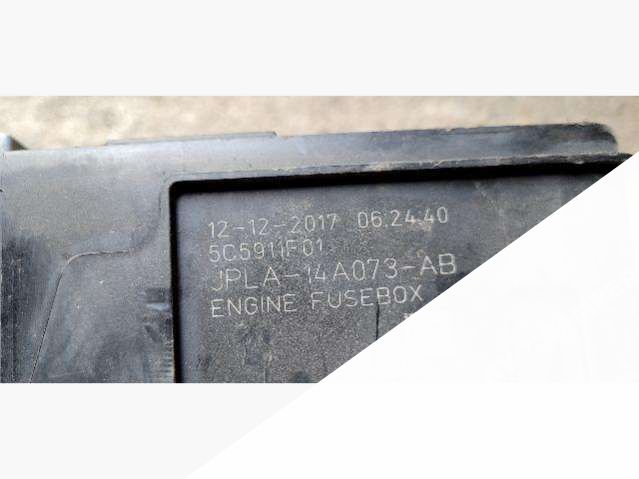 12-12-2017 06.24.40
5C5911F01
JPLA-14A073-AB
ENGINE FUSEBOX